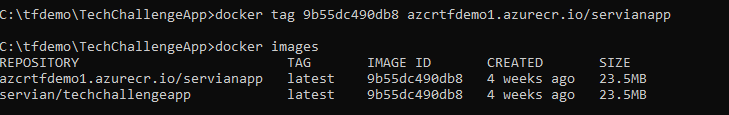 C:\tfdemo\TechChallengeApp>docker tag 9b55dc490db8 azcrtfdemo1.azurecr.io/servianapp
C:\tfdemo\TechChallengeApp>docker images
REPOSITORY TAG IMAGE ID CREATED SIZE
azcrtfdemo1.azurecr.io/servianapp latest 9b55dc490db8 4 weeks ago 23.5MB
servian/techchallengeapp latest 9b55dc490db8 4 weeks ago 23.5MB